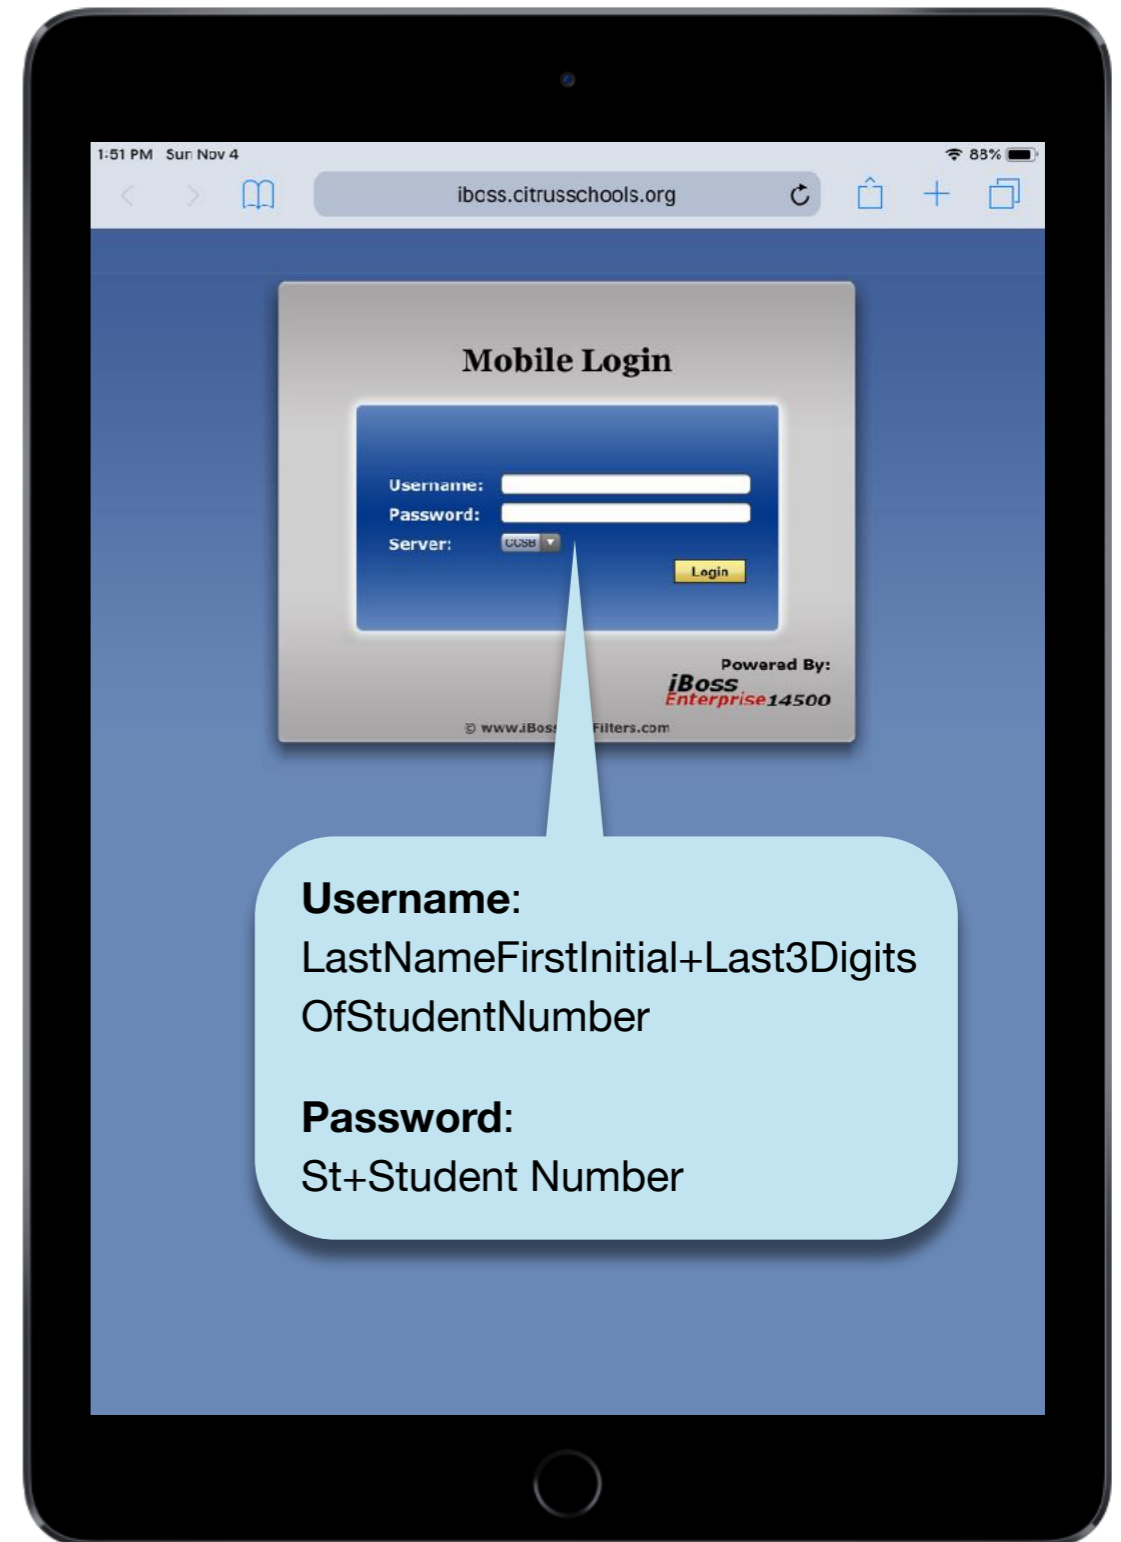 1:51 PM Sun Nov 4 88%
iboss.citrusschools.org
Mobile Login
Username:
Password:
Server: CCSB
Login
Powered By:
iBoss
Enterprise14500
© www.iBoss Filters.com
Username:
LastNameFirstInitial+Last3Digits
OfStudentNumber
Password:
St+Student Number